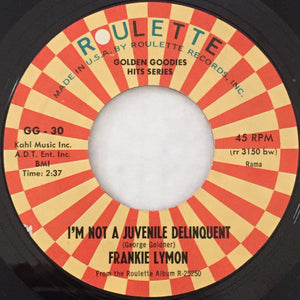 ROULETTE
MADE IN U.S.A. BY ROULETTE RECORDS, INC.
GOLDEN GOODIES
HITS SERIES
GG - 30
Kahl Music Inc.
A.D.T. Ent. Inc.
BMI
Time: 2:37
45 RPM
(rr 3150 bw)
Rama
I'M NOT A JUVENILE DELINQUENT
(George Goldner)
FRANKIE LYMON
From the Roulette Album R-25250